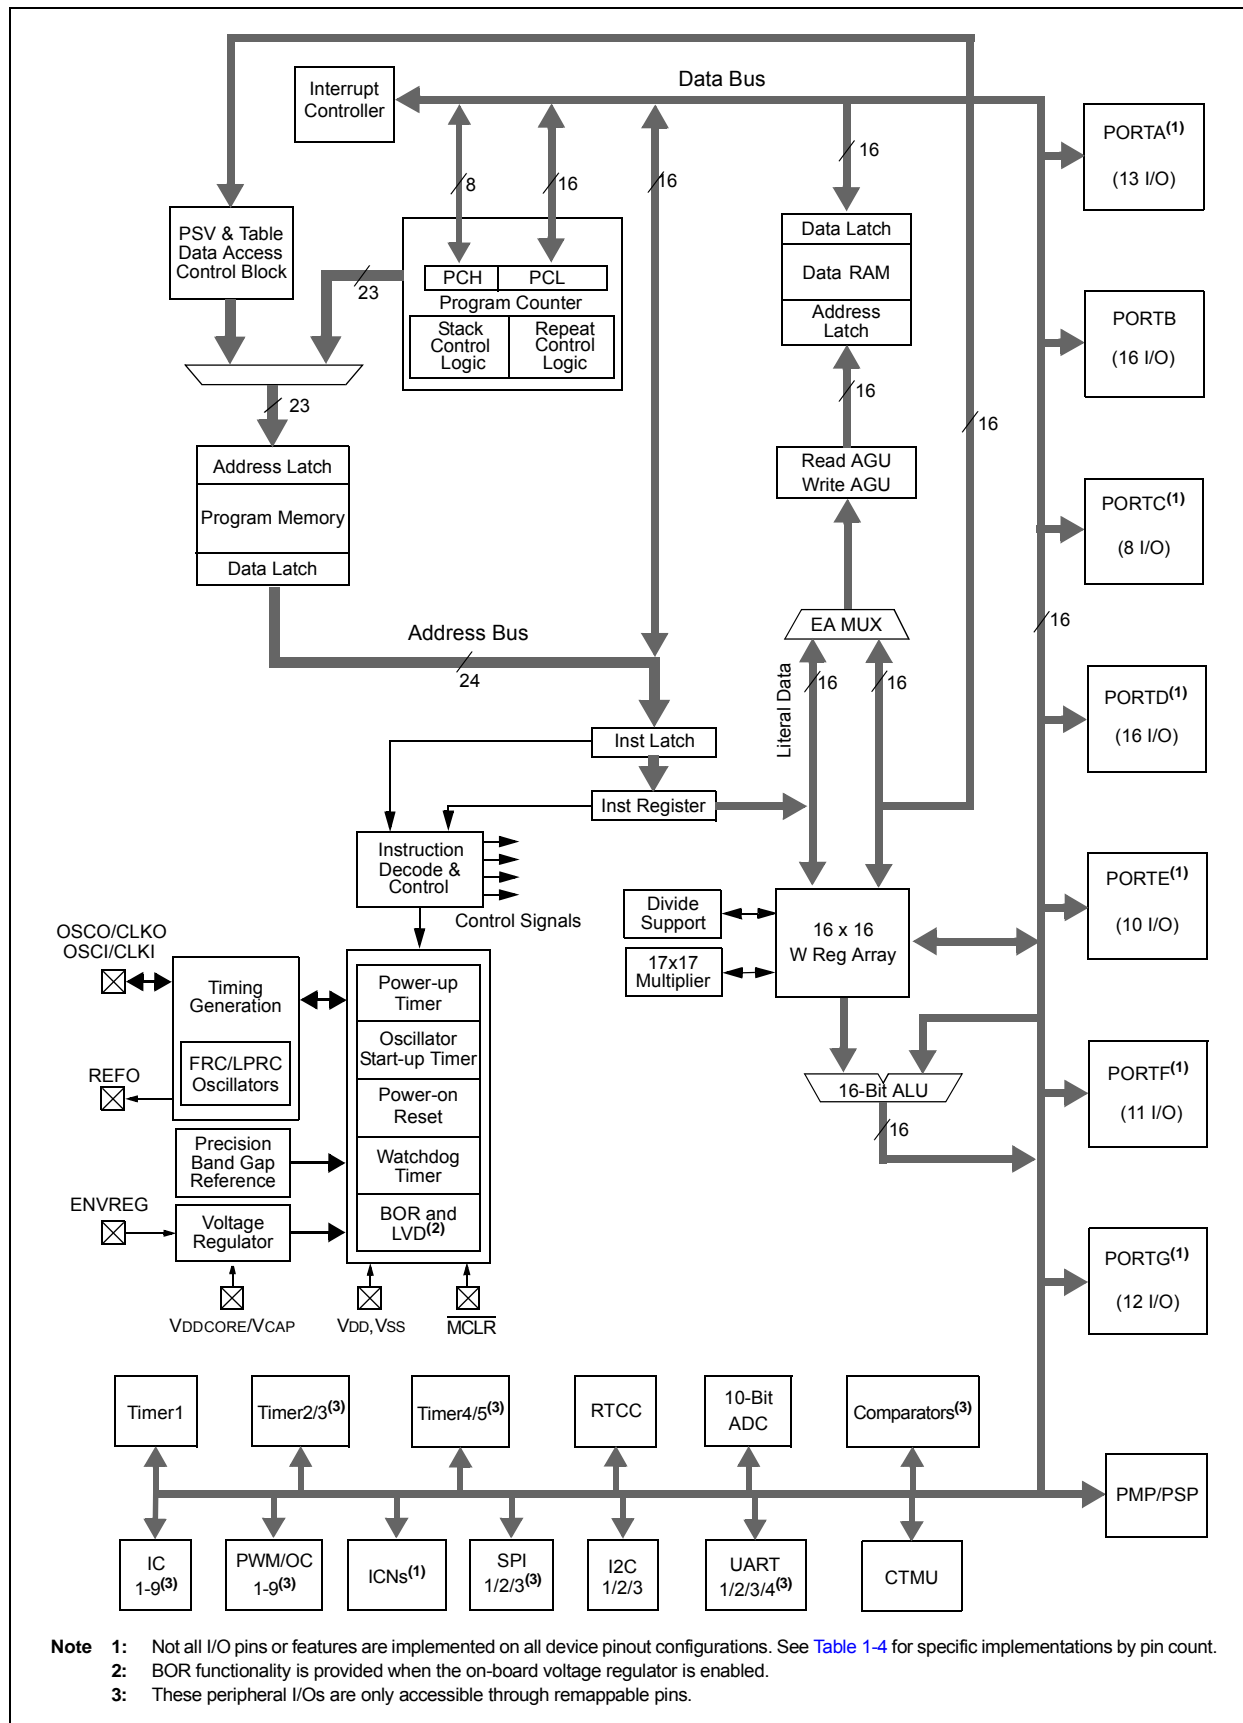 Data Bus
Interrupt
Controller
8
16
16
16
PORTA(1)
(13 I/O)
PSV & Table
Data Access
Control Block
23
PCH
PCL
Program Counter
Stack
Control
Logic
Repeat
Control
Logic
Data Latch
Data RAM
Address
Latch
PORTB
(16 I/O)
23
16
16
Address Latch
Program Memory
Data Latch
Read AGU
Write AGU
PORTC(1)
(8 I/O)
Address Bus
24
EA MUX
16
Literal Data
16
16
PORTD(1)
(16 I/O)
Inst Latch
Inst Register
Instruction
Decode &
Control
Control Signals
Divide
Support
17x17
Multiplier
16 x 16
W Reg Array
PORTE(1)
(10 I/O)
OSCO/CLKO
OSCI/CLKI
Timing
Generation
FRC/LPRC
Oscillators
REFO
Power-up
Timer
Oscillator
Start-up Timer
Power-on
Reset
Watchdog
Timer
BOR and
LVD(2)
16-Bit ALU
16
PORTF(1)
(11 I/O)
Precision
Band Gap
Reference
ENVREG
Voltage
Regulator
PORTG(1)
(12 I/O)
VDDCORE/VCAP
VDD, VSS
MCLR
Timer1
Timer2/3(3)
Timer4/5(3)
RTCC
10-Bit
ADC
Comparators(3)
PMP/PSP
IC
1-9(3)
PWM/OC
1-9(3)
ICNs(1)
SPI
1/2/3(3)
I2C
1/2/3
UART
1/2/3/4(3)
CTMU
Note 1: Not all I/O pins or features are implemented on all device pinout configurations. See Table 1-4 for specific implementations by pin count.
2: BOR functionality is provided when the on-board voltage regulator is enabled.
3: These peripheral I/Os are only accessible through remappable pins.